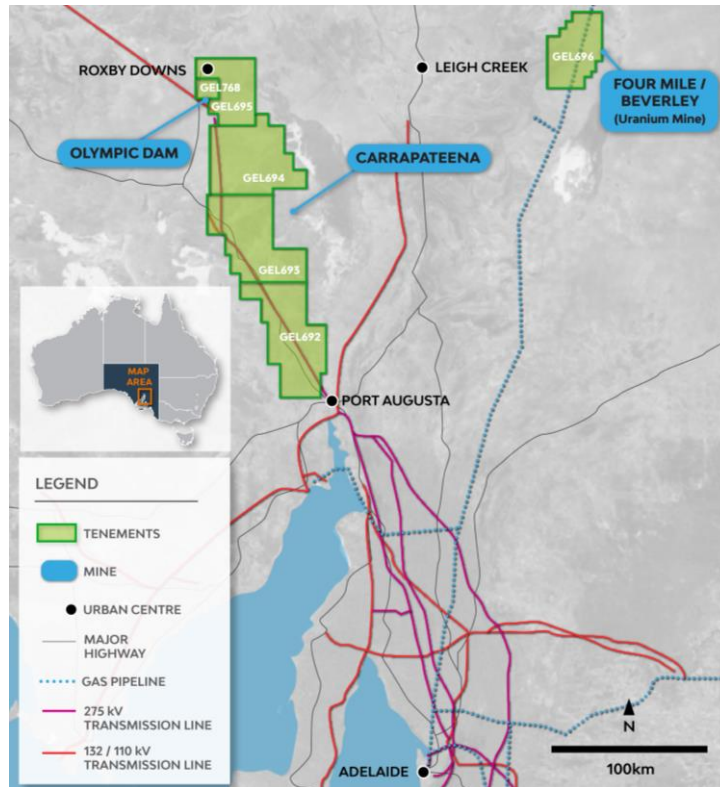 ROXBY DOWNS
LEIGH CREEK
GEL696
GEL768
GEL695
FOUR MILE /
BEVERLEY
(Uranium Mine)
OLYMPIC DAM
CARRAPATEENA
GEL694
GEL693
GEL692
MAP
AREA
PORT AUGUSTA
LEGEND
TENEMENTS
MINE
URBAN CENTRE
MAJOR
HIGHWAY
GAS PIPELINE
275 kV
TRANSMISSION LINE
132 / 110 kV
TRANSMISSION LINE
N
100km
ADELAIDE